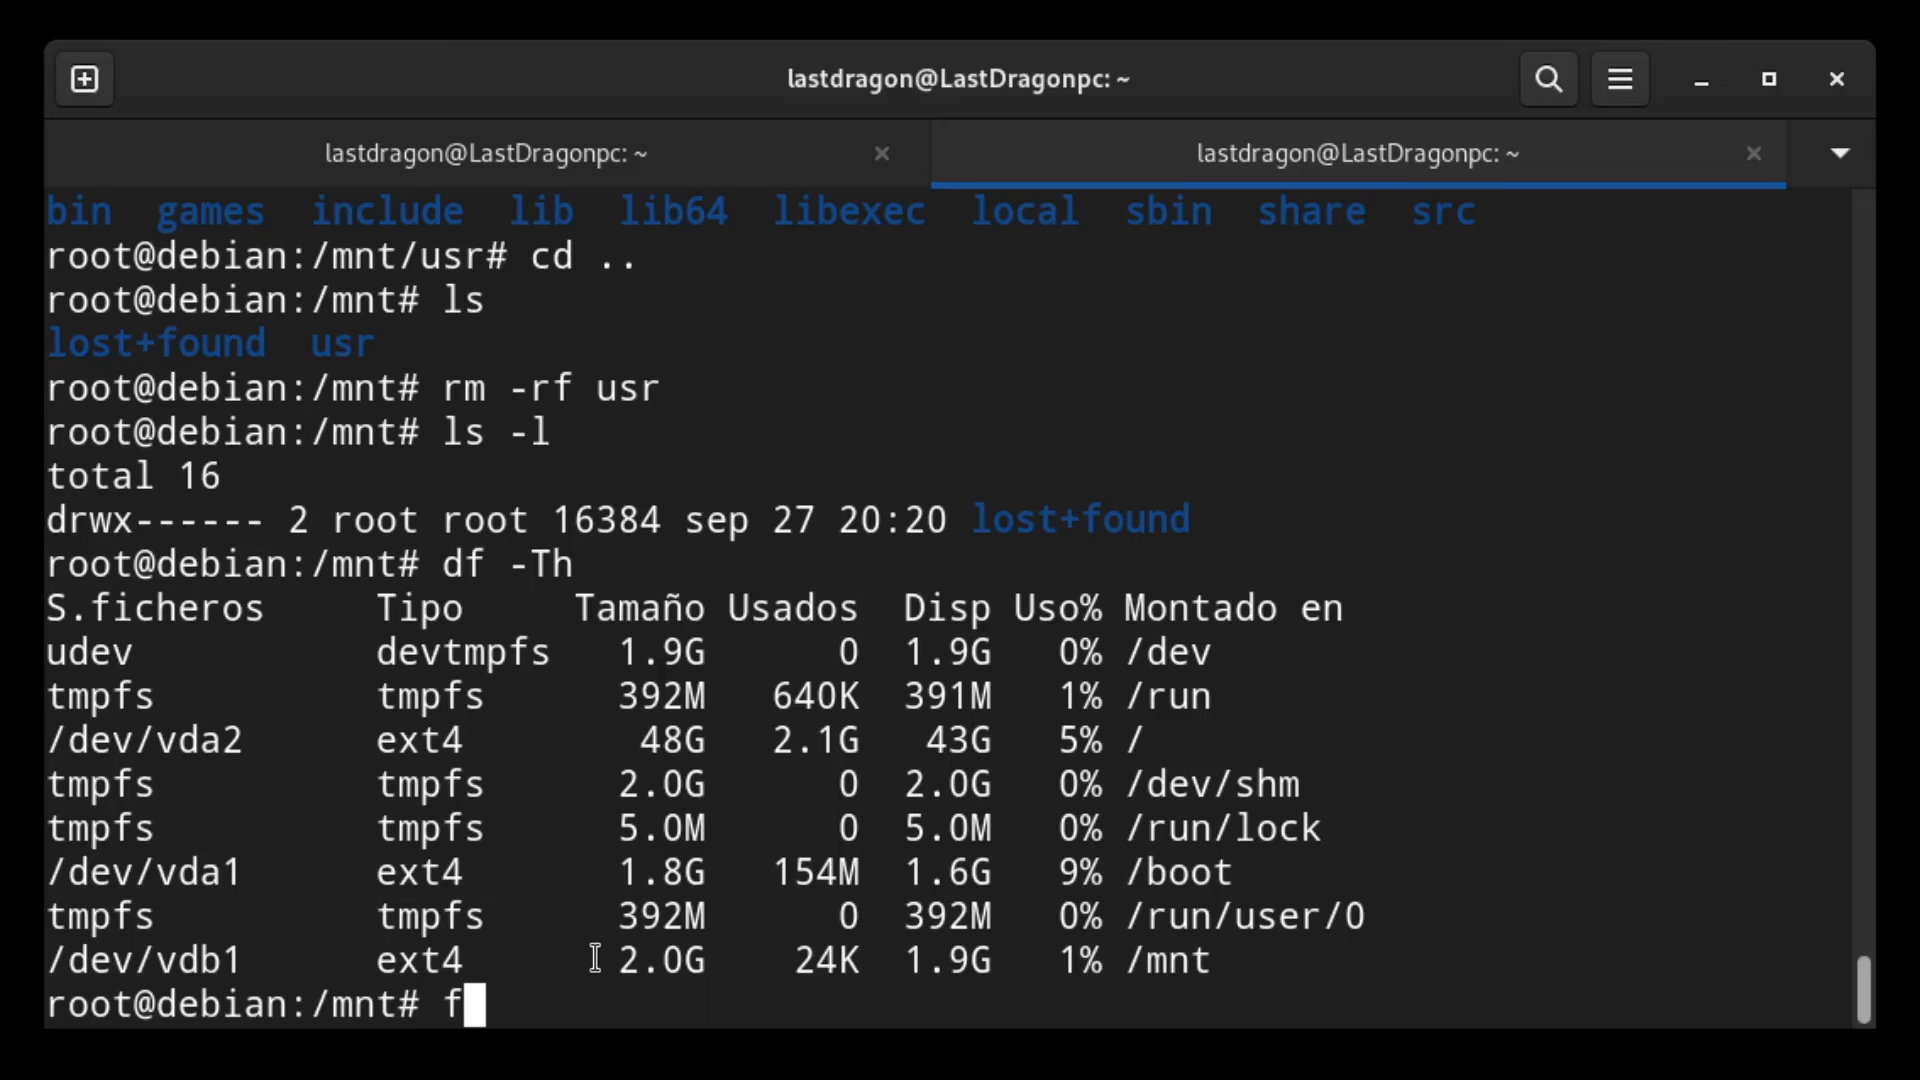 lastdragon@LastDragonpc: ~
lastdragon@LastDragonpc: ~
lastdragon@LastDragonpc: ~
bin  games  include  lib  lib64  libexec  local  sbin  share  src
root@debian:/mnt/usr# cd ..
root@debian:/mnt# ls
lost+found  usr
root@debian:/mnt# rm -rf usr
root@debian:/mnt# ls -l
total 16
drwx------ 2 root root 16384 sep 27 20:20 lost+found
root@debian:/mnt# df -Th
S.ficheros     Tipo     Tamaño Usados  Disp Uso% Montado en
udev           devtmpfs   1.9G      0  1.9G   0% /dev
tmpfs          tmpfs      392M   640K  391M   1% /run
/dev/vda2      ext4        48G   2.1G   43G   5% /
tmpfs          tmpfs      2.0G      0  2.0G   0% /dev/shm
tmpfs          tmpfs      5.0M      0  5.0M   0% /run/lock
/dev/vda1      ext4       1.8G   154M  1.6G   9% /boot
tmpfs          tmpfs      392M      0  392M   0% /run/user/0
/dev/vdb1      ext4       2.0G    24K  1.9G   1% /mnt
root@debian:/mnt# f